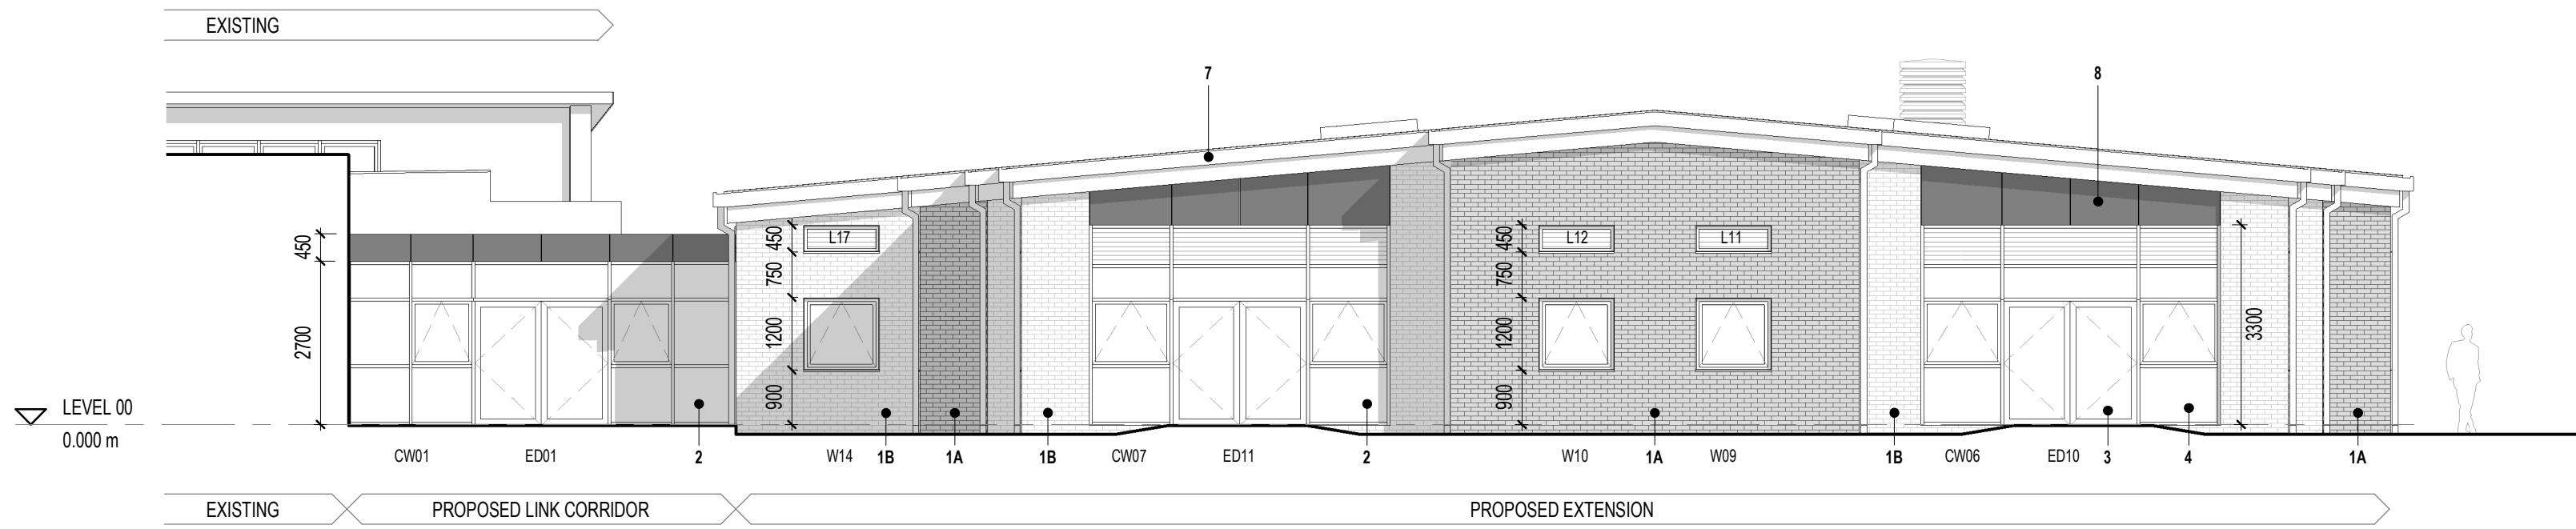 EXISTING
7
8
450
2700
L17
450
750
1200
900
L12
L11
450
750
1200
900
3300
LEVEL 00
0.000 m
CW01 ED01 2 W14 1B 1A 1B CW07 ED11 2 W10 1A W09 1B CW06 ED10 3 4 1A
EXISTING PROPOSED LINK CORRIDOR PROPOSED EXTENSION